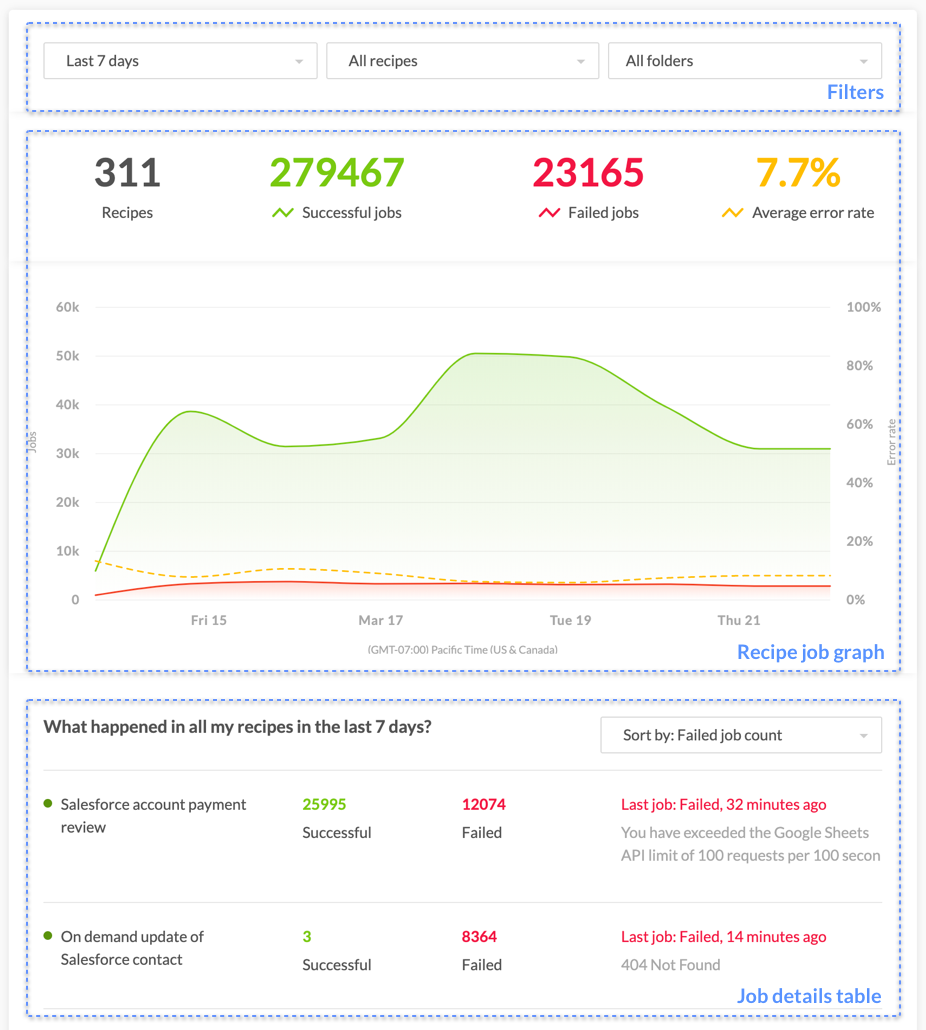 Last 7 days
All recipes
All folders
Filters
311
279467
23165
7.7%
Recipes
Successful jobs
Failed jobs
Average error rate
60k
100%
50k
80%
40k
60%
Jobs
Error rate
30k
40%
20k
20%
10k
0
0%
Fri 15
Mar 17
Tue 19
Thu 21
(GMT-07:00) Pacific Time (US & Canada)
Recipe job graph
What happened in all my recipes in the last 7 days?
Sort by: Failed job count
Salesforce account payment
review
25995
Successful
12074
Failed
Last job: Failed, 32 minutes ago
You have exceeded the Google Sheets
API limit of 100 requests per 100 secon
On demand update of
Salesforce contact
3
Successful
8364
Failed
Last job: Failed, 14 minutes ago
404 Not Found
Job details table